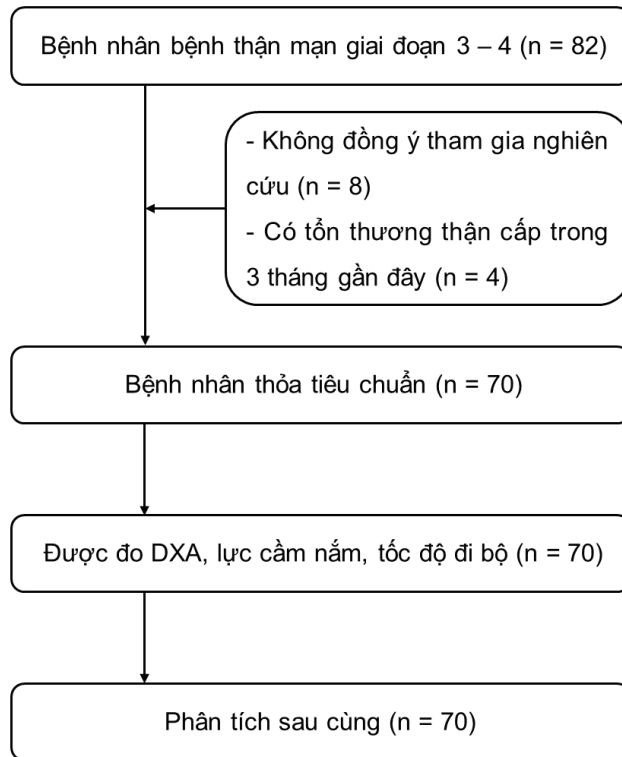 Bệnh nhân bệnh thận mạn giai đoạn 3 – 4 (n = 82)
- Không đồng ý tham gia nghiên
cứu (n = 8)
- Có tổn thương thận cấp trong
3 tháng gần đây (n = 4)
Bệnh nhân thỏa tiêu chuẩn (n = 70)
Được đo DXA, lực cầm nắm, tốc độ đi bộ (n = 70)
Phân tích sau cùng (n = 70)